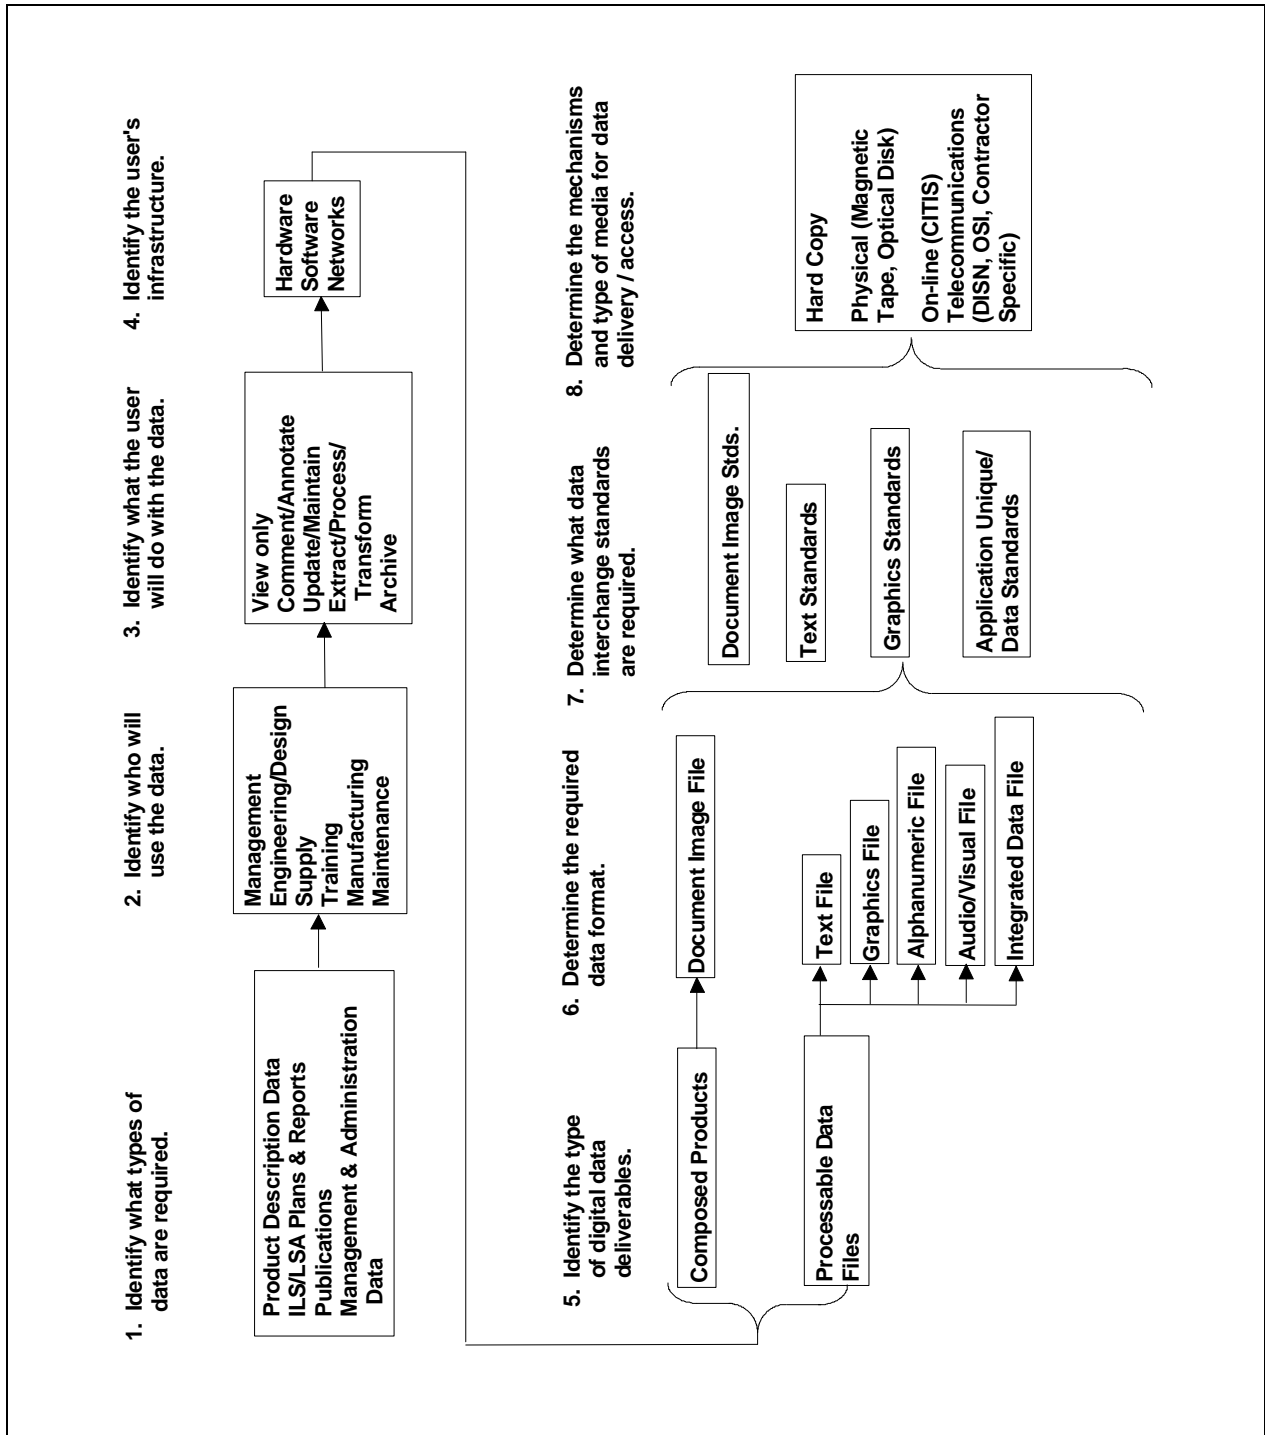 1. Identify what types of
data are required.
Product Description Data
ILS/LSA Plans & Reports
Publications
Management & Administration
Data
2. Identify who will
use the data.
Management
Engineering/Design
Supply
Training
Manufacturing
Maintenance
3. Identify what the user
will do with the data.
View only
Comment/Annotate
Update/Maintain
Extract/Process/
Transform
Archive
4. Identify the user's
infrastructure.
Hardware
Software
Networks
5. Identify the type
of digital data
deliverables.
Composed Products
Processable Data
Files
6. Determine the required
data format.
Document Image File
Text File
Graphics File
Alphanumeric File
Audio/Visual File
Integrated Data File
7. Determine what data
interchange standards
are required.
Document Image Stds.
Text Standards
Graphics Standards
Application Unique/
Data Standards
8. Determine the mechanisms
and type of media for data
delivery / access.
Hard Copy
Physical (Magnetic
Tape, Optical Disk)
On-line (CITIS)
Telecommunications
(DISN, OSI, Contractor
Specific)